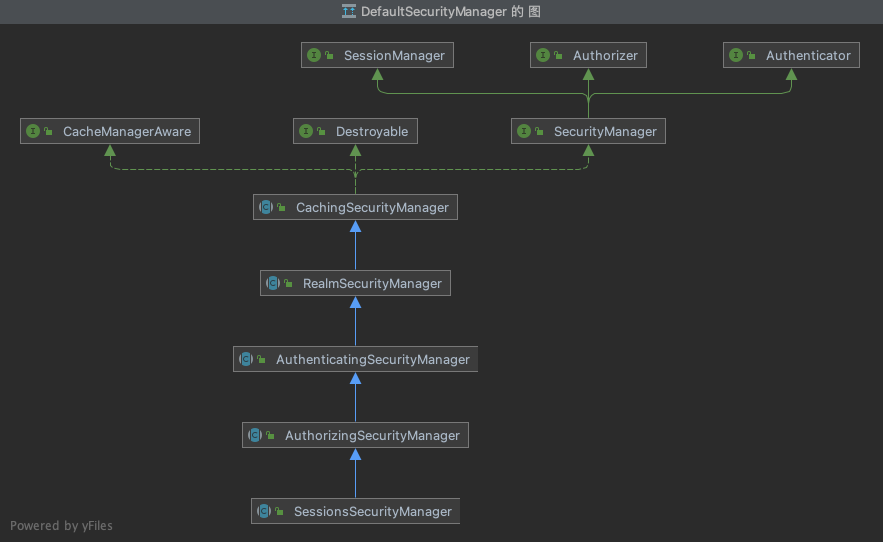 DefaultSecurityManager 的 图
SessionManager
Authorizer
Authenticator
CacheManagerAware
Destroyable
SecurityManager
CachingSecurityManager
RealmSecurityManager
AuthenticatingSecurityManager
AuthorizingSecurityManager
SessionsSecurityManager
Powered by yFiles